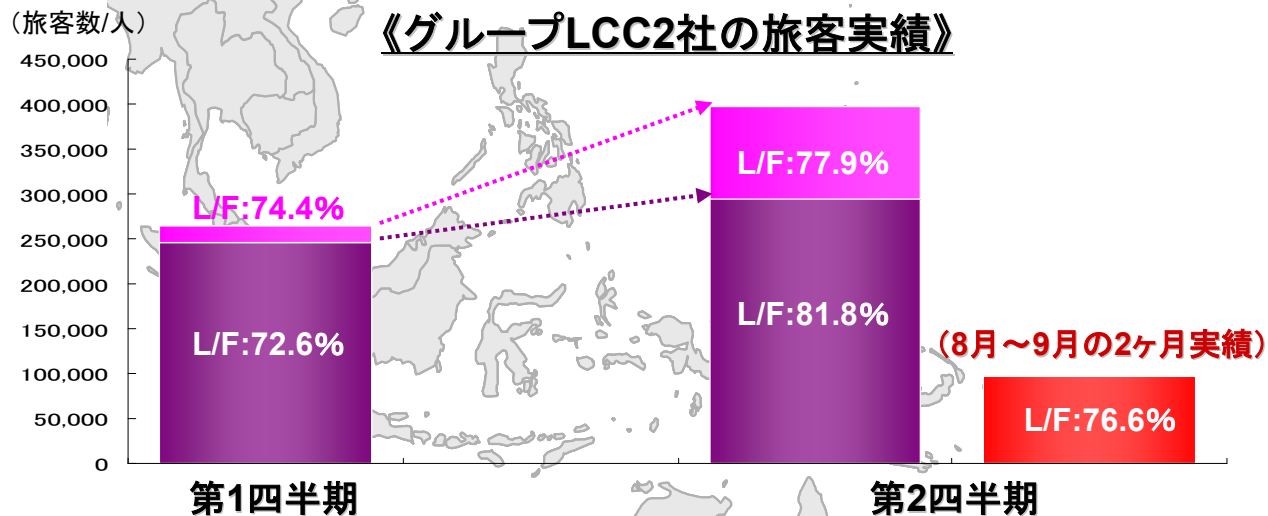 (旅客数/人)
《グループLCC2社の旅客実績》
450,000
400,000
350,000
300,000
250,000
200,000
150,000
100,000
50,000
0
L/F:74.4%
L/F:72.6%
L/F:77.9%
L/F:81.8%
(8月～9月の2ヶ月実績)
L/F:76.6%
第1四半期
第2四半期